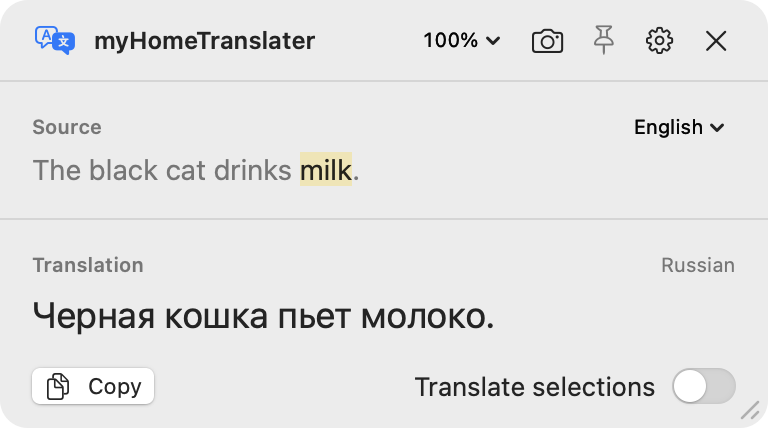 myHomeTranslater 100%
Source English
The black cat drinks milk.
Translation Russian
Черная кошка пьет молоко.
Copy Translate selections